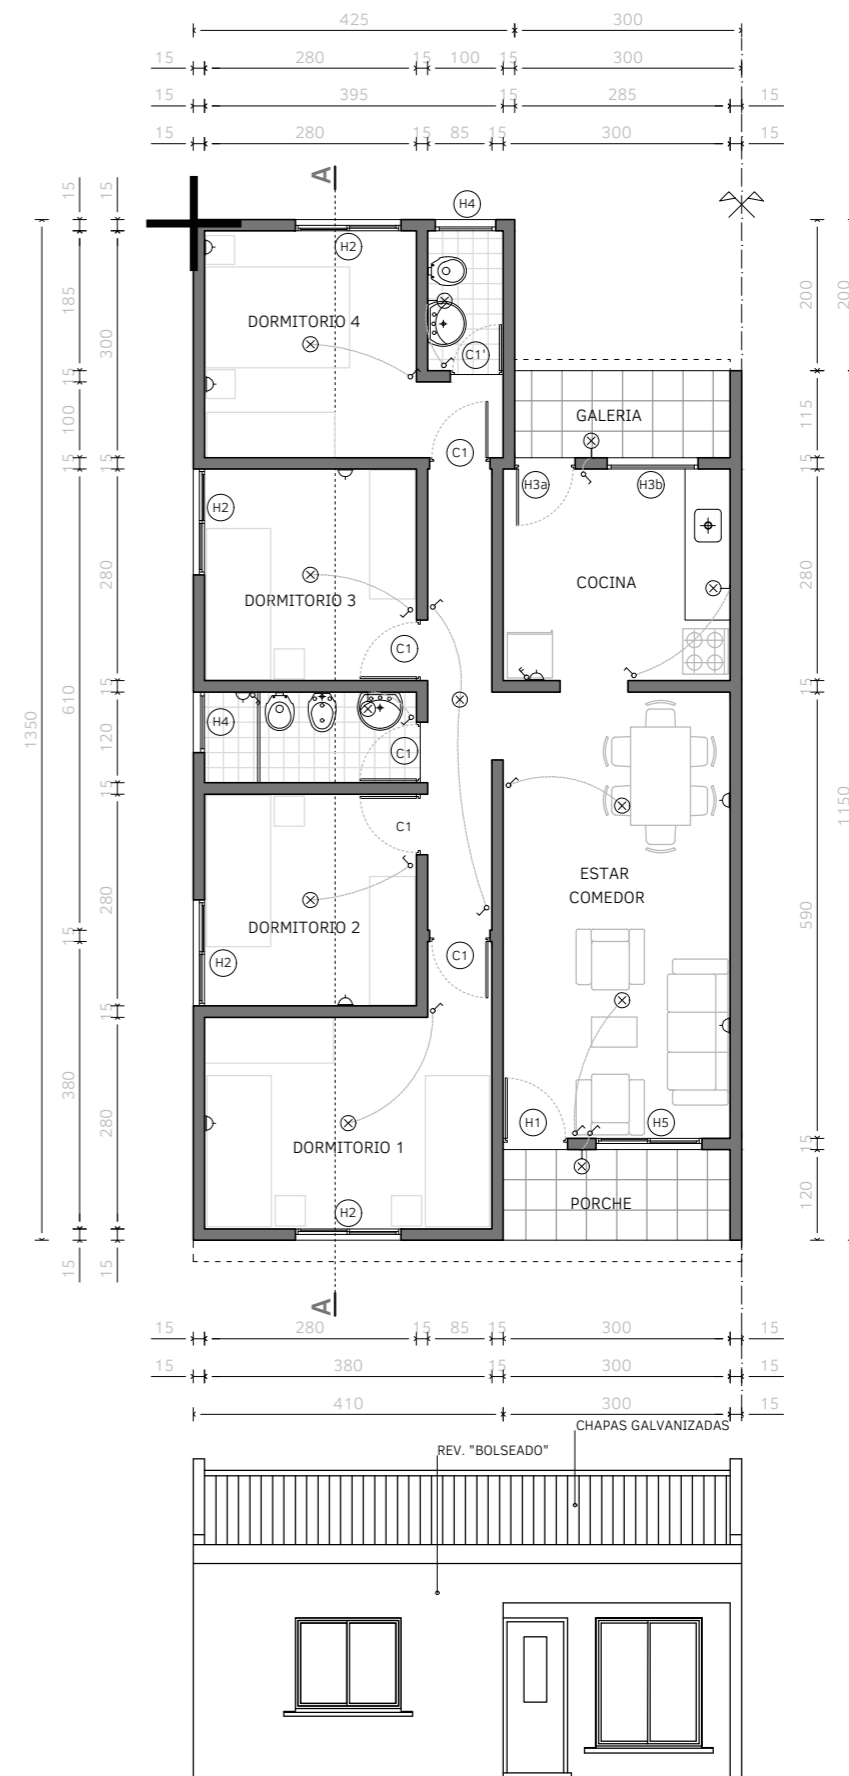 425 300
15 280 15 100 15 300
15 395 15 285 15
15 280 15 85 15 300 15
A
H4
H2
DORMITORIO 4
C1'
GALERIA
C1
H3a
H3b
H2
COCINA
DORMITORIO 3
C1
H4
C1
C1
ESTAR
COMEDOR
DORMITORIO 2
H2
C1
H1
H5
DORMITORIO 1
PORCHE
H2
A
1350
15 185 15 100 15 610 15 380 15
15 300 15 280 15 120 15 280 15 280 15
200 115 15 280 15 590 15 120
200 1150
15 280 15 85 15 300 15
15 380 15 300 15
410 300 15
CHAPAS GALVANIZADAS
REV. "BOLSEADO"